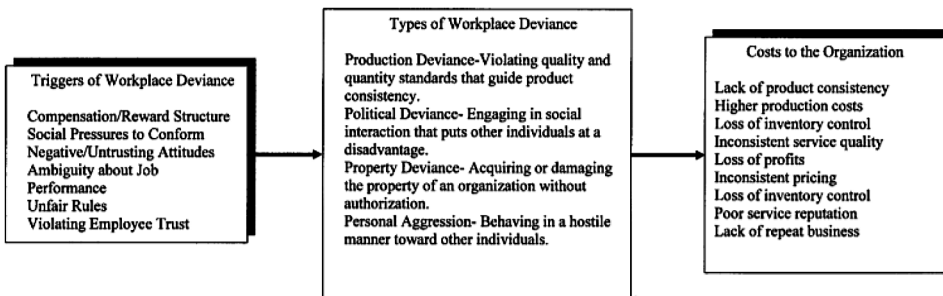 Triggers of Workplace Deviance
Compensation/Reward Structure
Social Pressures to Conform
Negative/Untrusting Attitudes
Ambiguity about Job
Performance
Unfair Rules
Violating Employee Trust
Types of Workplace Deviance
Production Deviance-Violating quality and
quantity standards that guide product
consistency.
Political Deviance- Engaging in social
interaction that puts other individuals at a
disadvantage.
Property Deviance- Acquiring or damaging
the property of an organization without
authorization.
Personal Aggression- Behaving in a hostile
manner toward other individuals.
Costs to the Organization
Lack of product consistency
Higher production costs
Loss of inventory control
Inconsistent service quality
Loss of profits
Inconsistent pricing
Loss of inventory control
Poor service reputation
Lack of repeat business